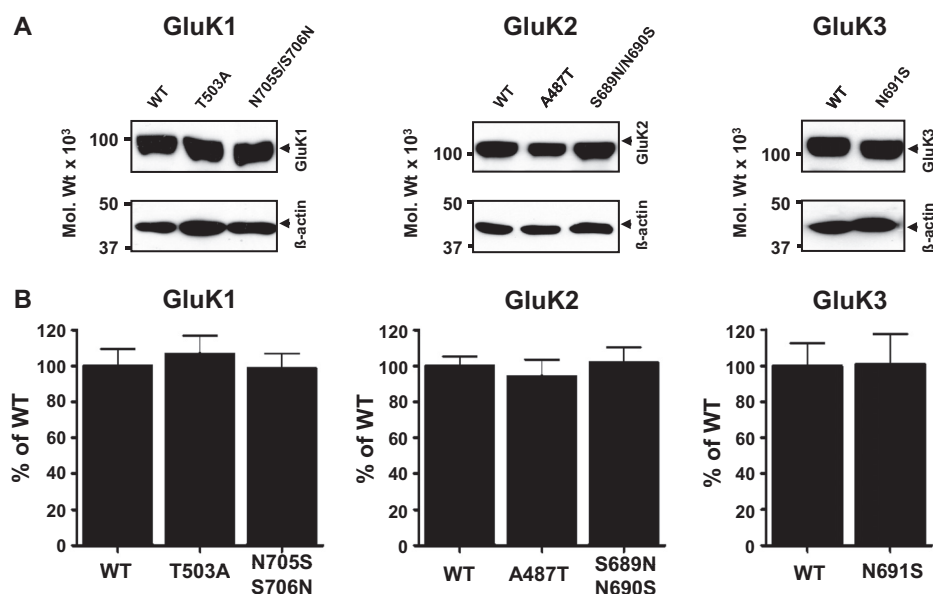 A
GluK1
GluK2
GluK3
WT
T503A
N705S/S706N
WT
A487T
S689N/N690S
WT
N691S
Mol. Wt x 10³
100
GluK1
50
37
ß-actin
Mol. Wt x 10³
100
GluK2
50
37
ß-actin
Mol. Wt x 10³
100
GluK3
50
37
ß-actin
B
GluK1
GluK2
GluK3
% of WT
120
100
80
60
40
20
0
WT
T503A
N705S
S706N
% of WT
120
100
80
60
40
20
0
WT
A487T
S689N
N690S
% of WT
120
100
80
60
40
20
0
WT
N691S